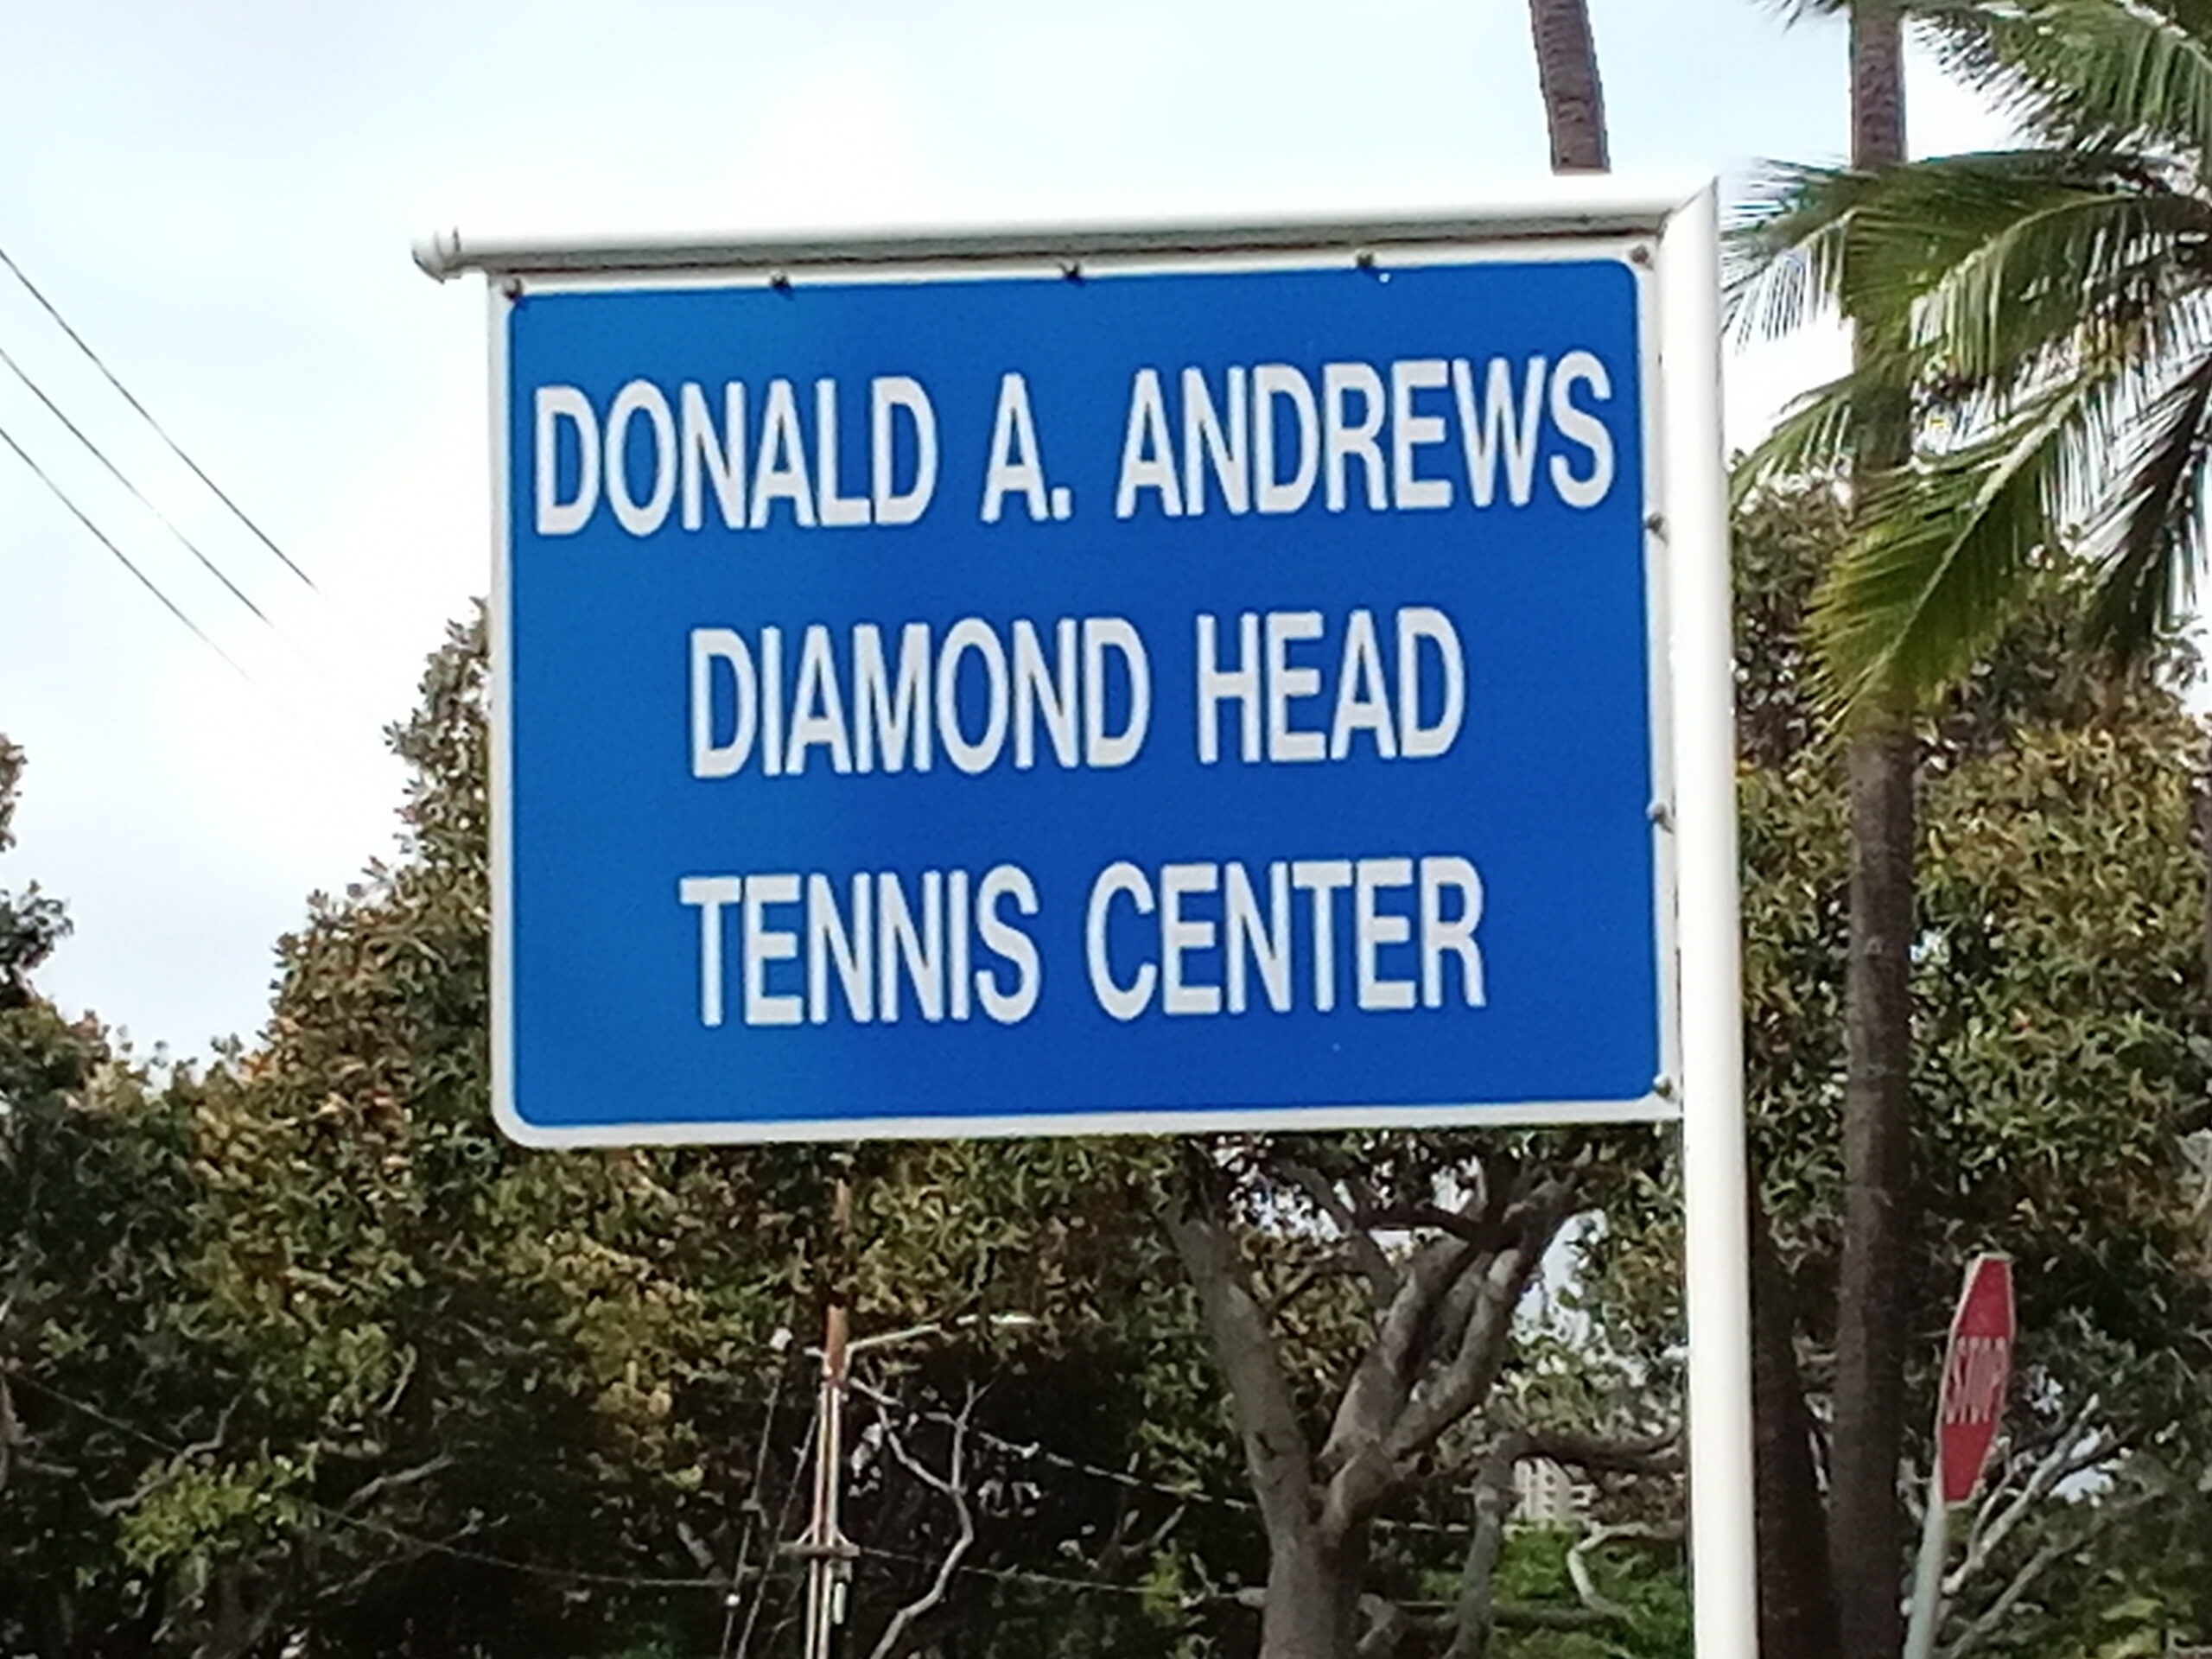 DONALD A. ANDREWS
DIAMOND HEAD
TENNIS CENTER
STOP